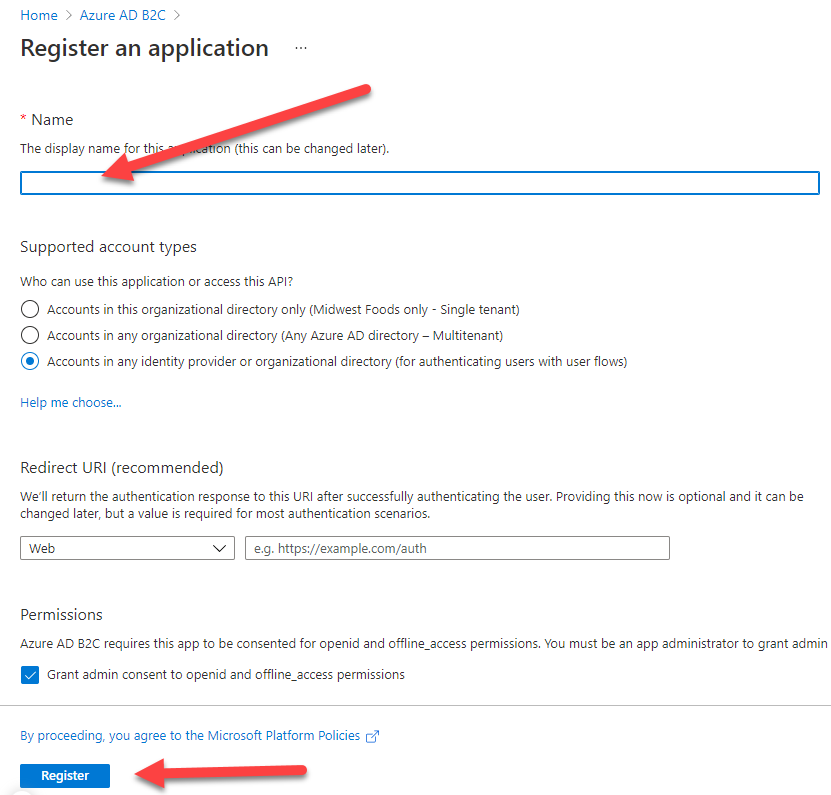 Home > Azure AD B2C >
Register an application ...
* Name
The display name for this application (this can be changed later).
Supported account types
Who can use this application or access this API?
Accounts in this organizational directory only (Midwest Foods only - Single tenant)
Accounts in any organizational directory (Any Azure AD directory – Multitenant)
Accounts in any identity provider or organizational directory (for authenticating users with user flows)
Help me choose...
Redirect URI (recommended)
We'll return the authentication response to this URI after successfully authenticating the user. Providing this now is optional and it can be
changed later, but a value is required for most authentication scenarios.
Web e.g. https://example.com/auth
Permissions
Azure AD B2C requires this app to be consented for openid and offline_access permissions. You must be an app administrator to grant admin
Grant admin consent to openid and offline_access permissions
By proceeding, you agree to the Microsoft Platform Policies
Register